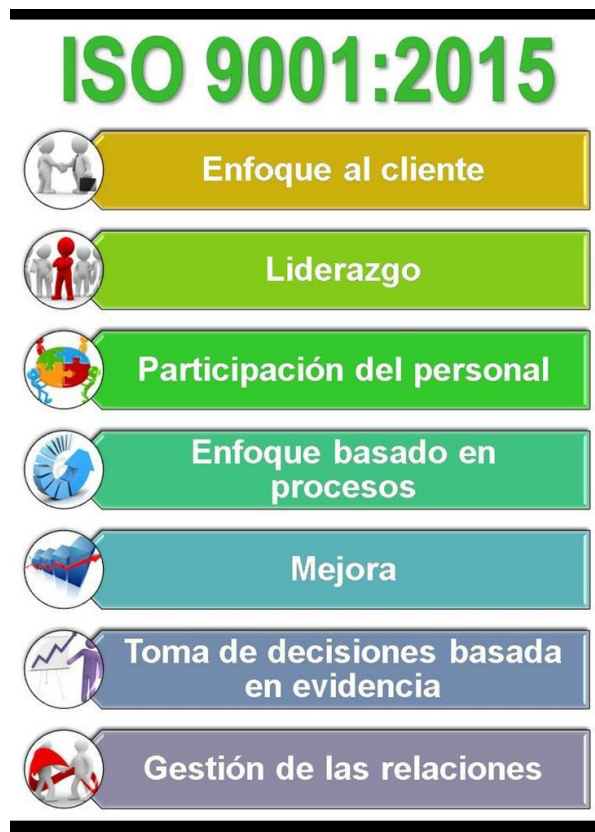 ISO 9001:2015
Enfoque al cliente
Liderazgo
Participación del personal
Enfoque basado en
procesos
Mejora
Toma de decisiones basada
en evidencia
Gestión de las relaciones